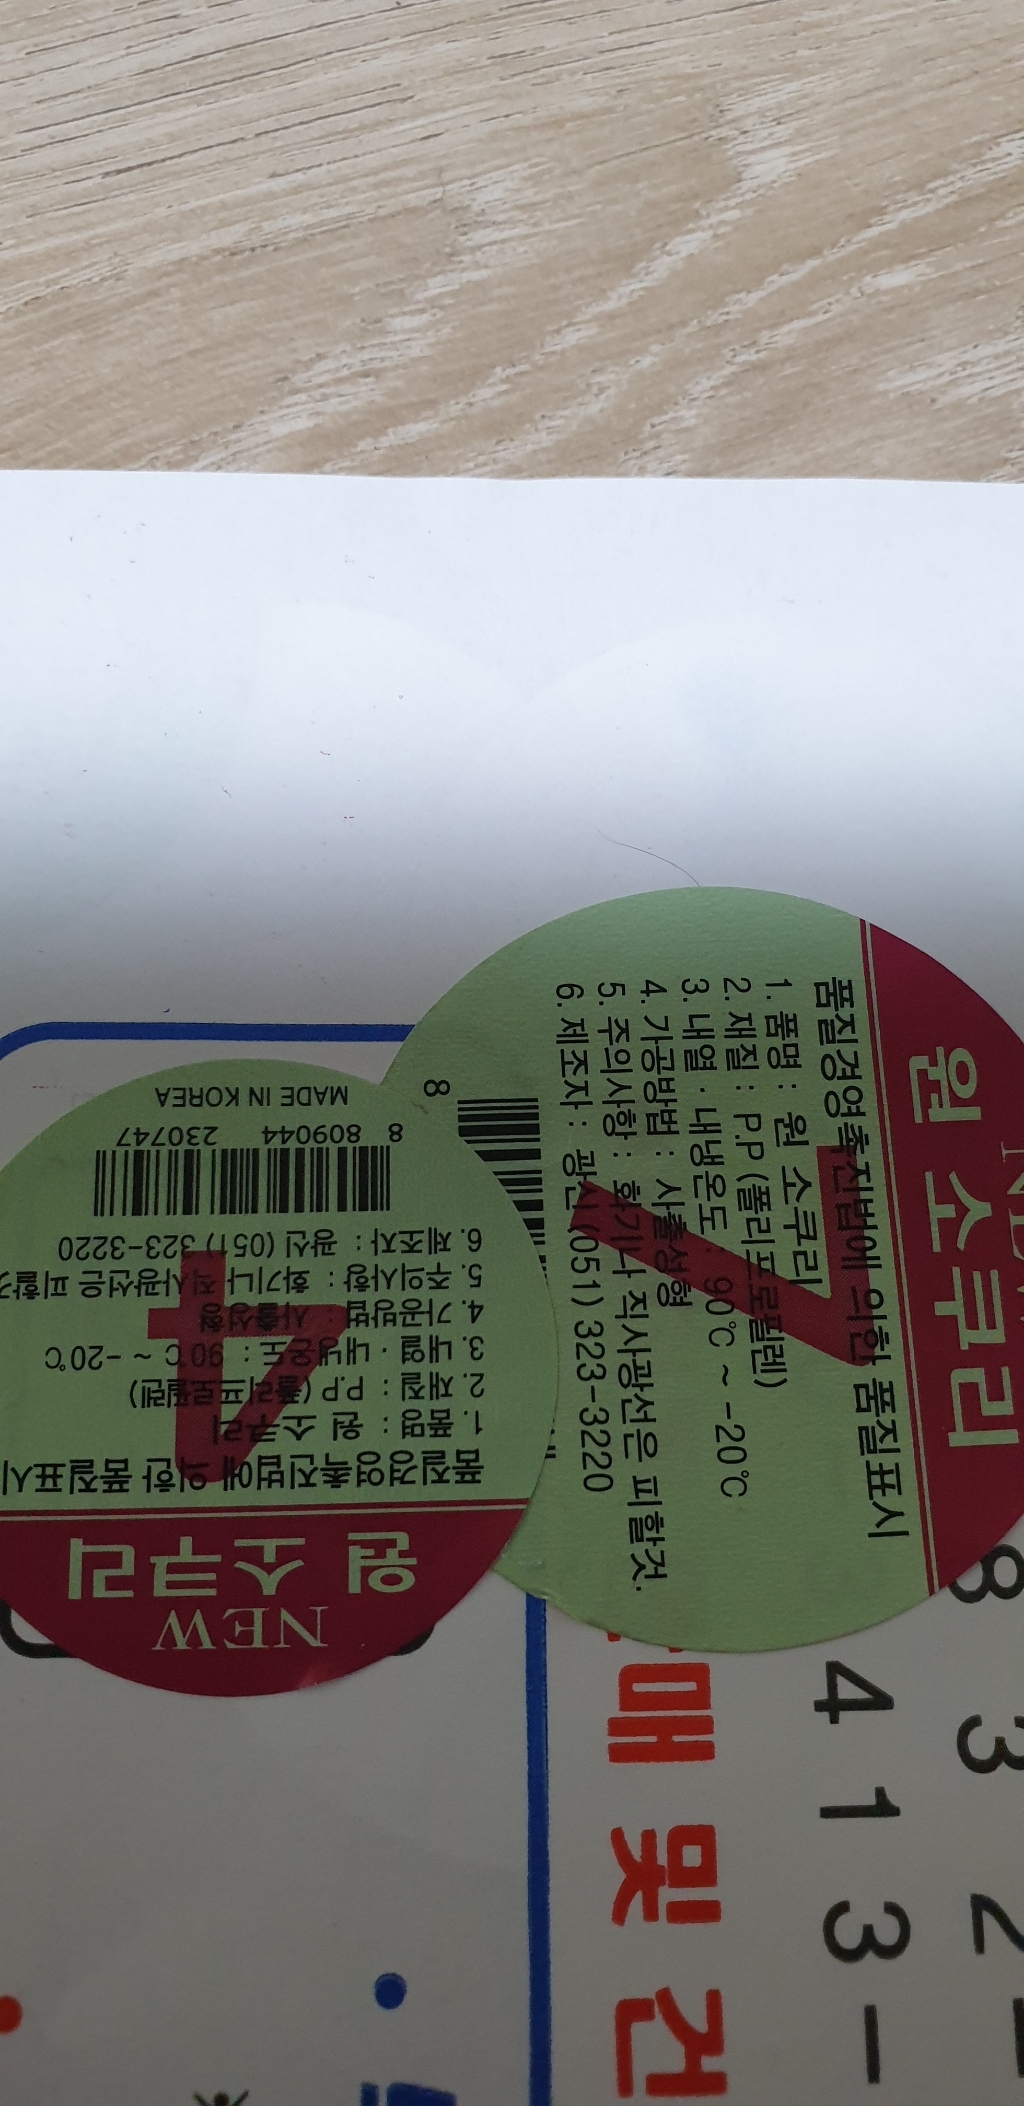 NEW
원 소쿠리
품질경영촉진법에 의한 품질표시
1. 품명 : 원 소쿠리
2. 재질 : P.P (폴리프로필렌)
3. 내열 · 내냉온도 : 90℃ ~ -20℃
4. 가공방법 : 사출성형
5. 주의사항 : 화기나 직사광선은 피할것
6. 제조자 : 광신 (051) 323-3220
8 809044 230747
MADE IN KOREA
4
원 소쿠리
품질경영촉진법에 의한 품질표시
1. 품명 : 원 소쿠리
2. 재질 : P.P (폴리프로필렌)
3. 내열 · 내냉온도 : 90℃ ~ -20℃
4. 가공방법 : 사출성형
5. 주의사항 : 화기나 직사광선은 피할것.
6. 제조자 : 광신 (051) 323-3220
8
7
8 3 2
4 1 3 -
매 및 건